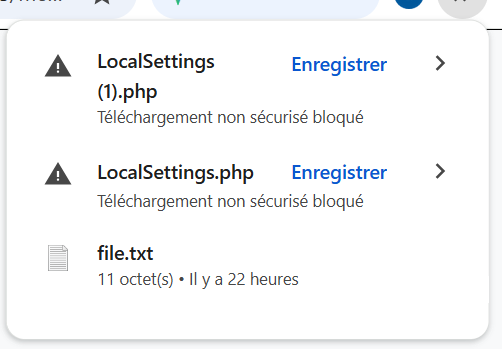 LocalSettings
(1).php
Enregistrer
Téléchargement non sécurisé bloqué
LocalSettings.php
Enregistrer
Téléchargement non sécurisé bloqué
file.txt
11 octet(s) • Il y a 22 heures